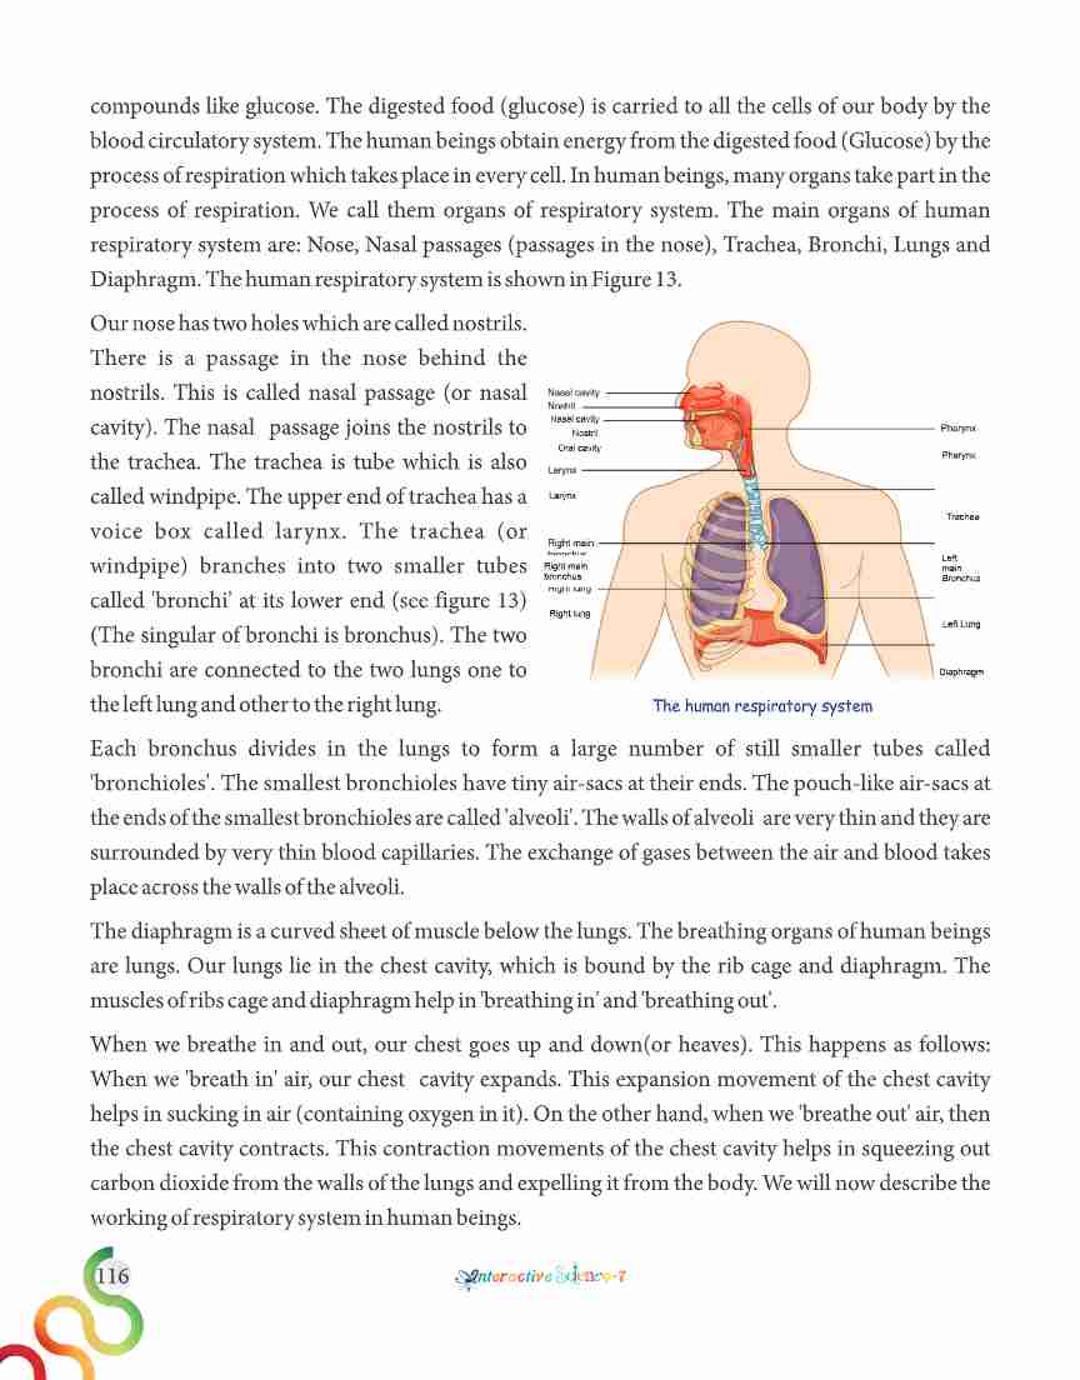 compounds like glucose. The digested food (glucose) is carried to all the cells of our body by the
blood circulatory system. The human beings obtain energy from the digested food (Glucose) by the
process of respiration which takes place in every cell. In human beings, many organs take part in the
process of respiration. We call them organs of respiratory system. The main organs of human
respiratory system are: Nose, Nasal passages (passages in the nose), Trachea, Bronchi, Lungs and
Diaphragm. The human respiratory system is shown in Figure 13.
Our nose has two holes which are called nostrils.
There is a passage in the nose behind the
nostrils. This is called nasal passage (or nasal
cavity). The nasal passage joins the nostrils to
the trachea. The trachea is tube which is also
called windpipe. The upper end of trachea has a
voice box called larynx. The trachea (or
windpipe) branches into two smaller tubes
called 'bronchi' at its lower end (see figure 13)
(The singular of bronchi is bronchus). The two
bronchi are connected to the two lungs one to
the left lung and other to the right lung.
Nasal cavity
Nostril
Nasal cavity
Nostril
Oral cavity
Larynx
Larynx
Right main
bronchus
Right main
bronchus
Right lung
Right lung
Pharynx
Pharynx
Trachea
Left
main
Bronchus
Left Lung
Diaphragm
The human respiratory system
Each bronchus divides in the lungs to form a large number of still smaller tubes called
'bronchioles'. The smallest bronchioles have tiny air-sacs at their ends. The pouch-like air-sacs at
the ends of the smallest bronchioles are called 'alveoli'. The walls of alveoli are very thin and they are
surrounded by very thin blood capillaries. The exchange of gases between the air and blood takes
place across the walls of the alveoli.
The diaphragm is a curved sheet of muscle below the lungs. The breathing organs of human beings
are lungs. Our lungs lie in the chest cavity, which is bound by the rib cage and diaphragm. The
muscles of ribs cage and diaphragm help in 'breathing in' and 'breathing out'.
When we breathe in and out, our chest goes up and down(or heaves). This happens as follows:
When we 'breath in' air, our chest cavity expands. This expansion movement of the chest cavity
helps in sucking in air (containing oxygen in it). On the other hand, when we 'breathe out' air, then
the chest cavity contracts. This contraction movements of the chest cavity helps in squeezing out
carbon dioxide from the walls of the lungs and expelling it from the body. We will now describe the
working of respiratory system in human beings.
116
Interactive Science-7